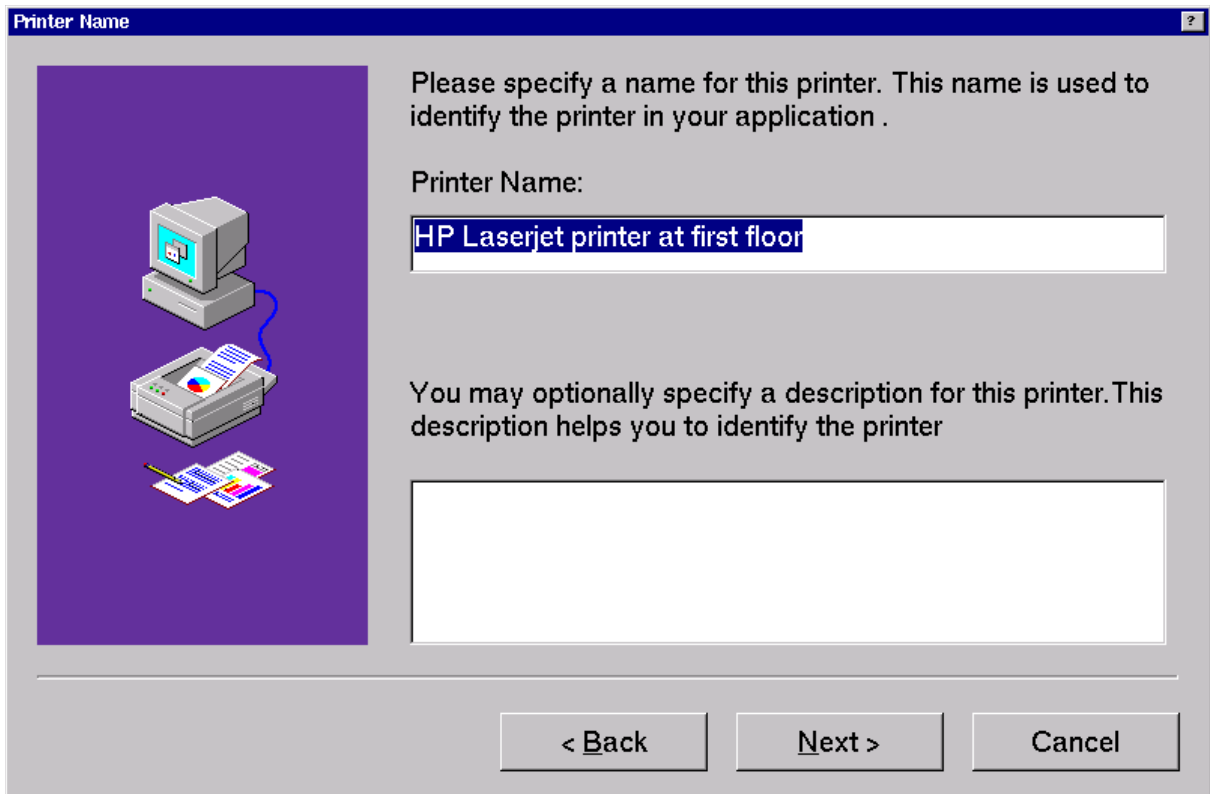 Printer Name
?
Please specify a name for this printer. This name is used to
identify the printer in your application .
Printer Name:
HP Laserjet printer at first floor
You may optionally specify a description for this printer.This
description helps you to identify the printer
< Back
Next >
Cancel